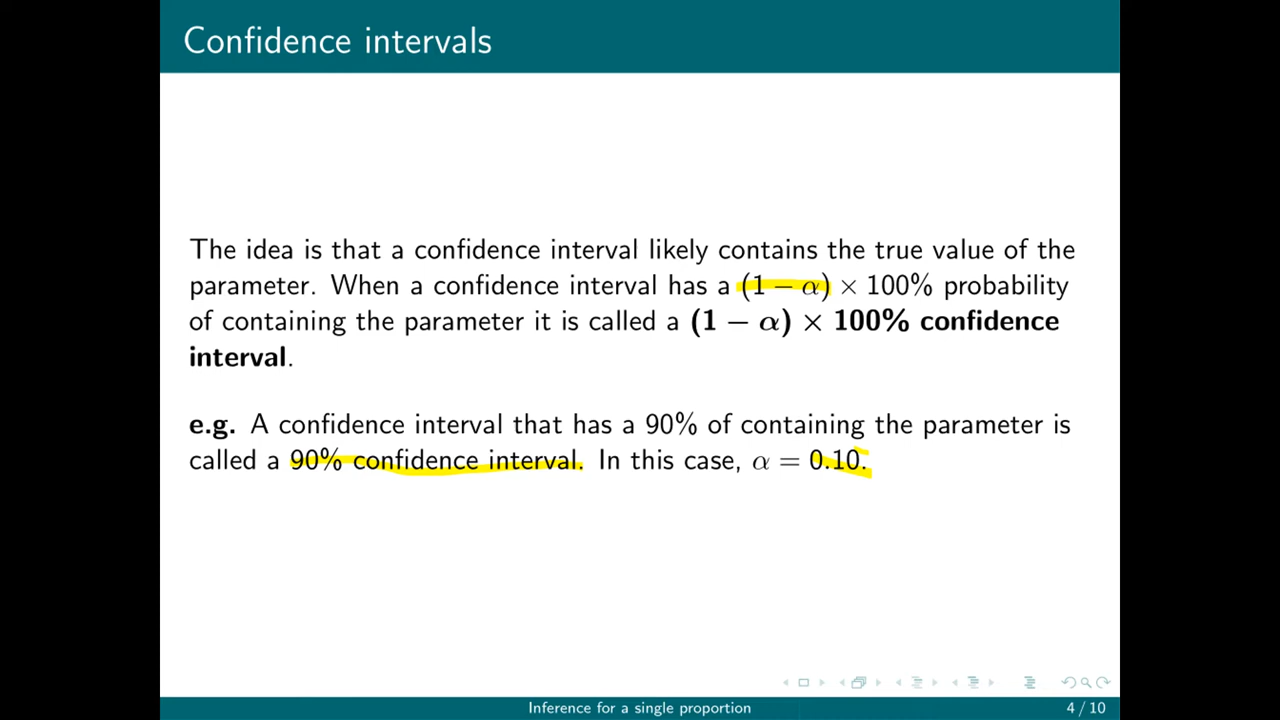 Confidence intervals
The idea is that a confidence interval likely contains the true value of the
parameter. When a confidence interval has a (1 − α) × 100% probability
of containing the parameter it is called a (1 − α) × 100% confidence
interval.
e.g. A confidence interval that has a 90% of containing the parameter is
called a 90% confidence interval. In this case, α = 0.10.
Inference for a single proportion
4 / 10